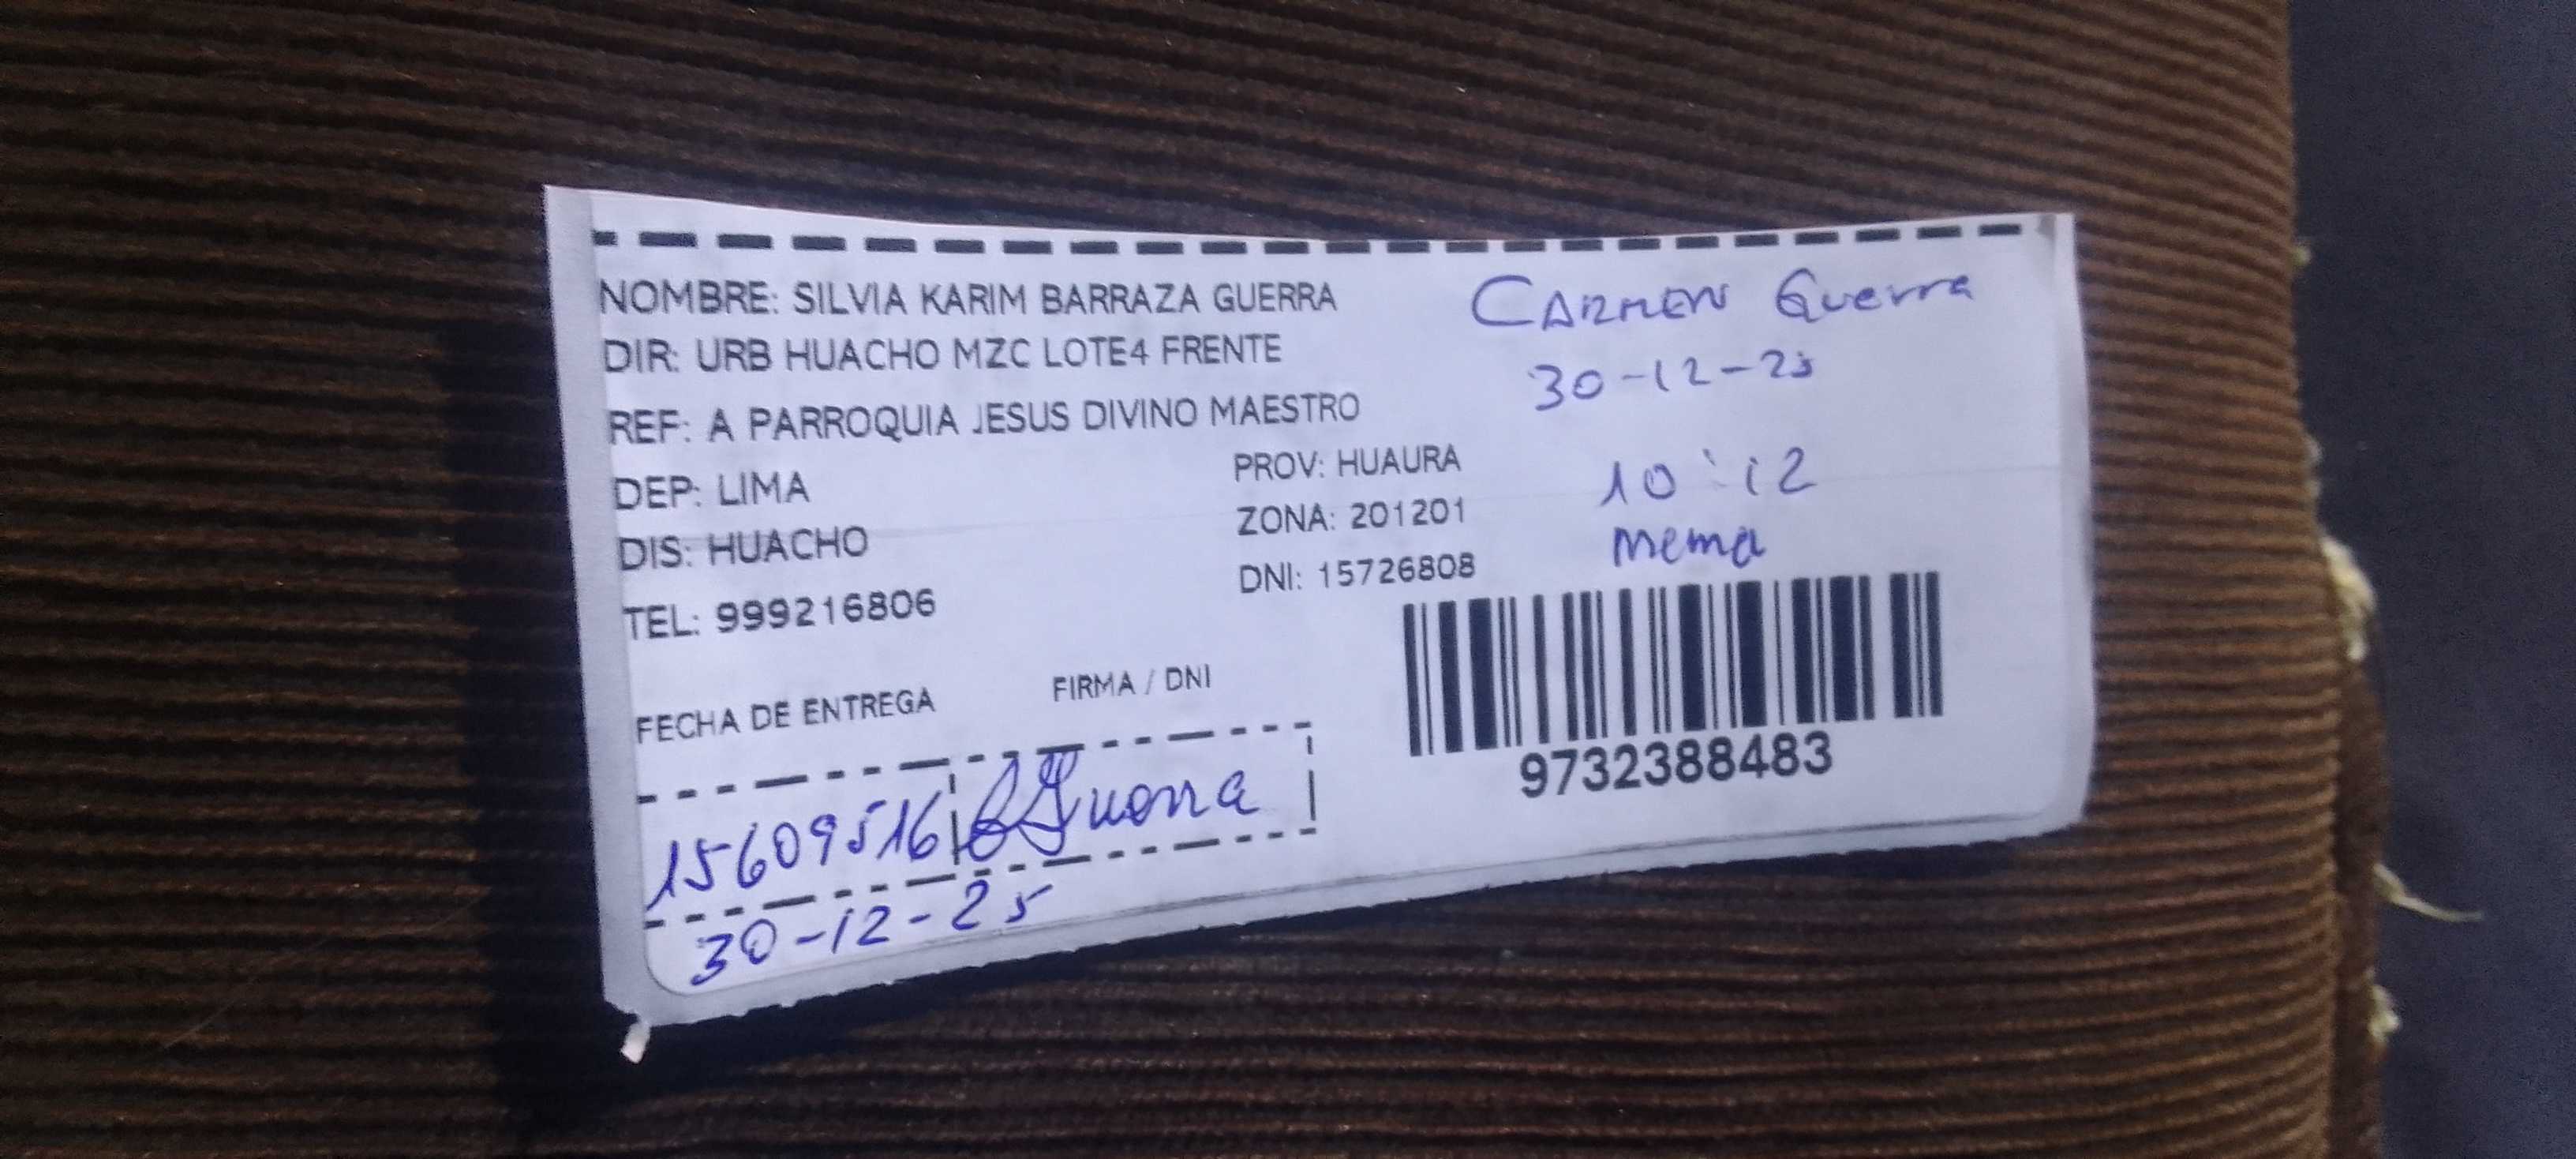 NOMBRE: SILVIA KARIM BARRAZA GUERRA
DIR: URB HUACHO MZC LOTE4 FRENTE
REF: A PARROQUIA JESUS DIVINO MAESTRO
DEP: LIMA
PROV: HUAURA
DIS: HUACHO
ZONA: 201201
TEL: 999216806
DNI: 15726808
CARMEN Guerra
30-12-25
10:12
mema
FECHA DE ENTREGA
FIRMA / DNI
15609516
Guerra
30-12-25
9732388483